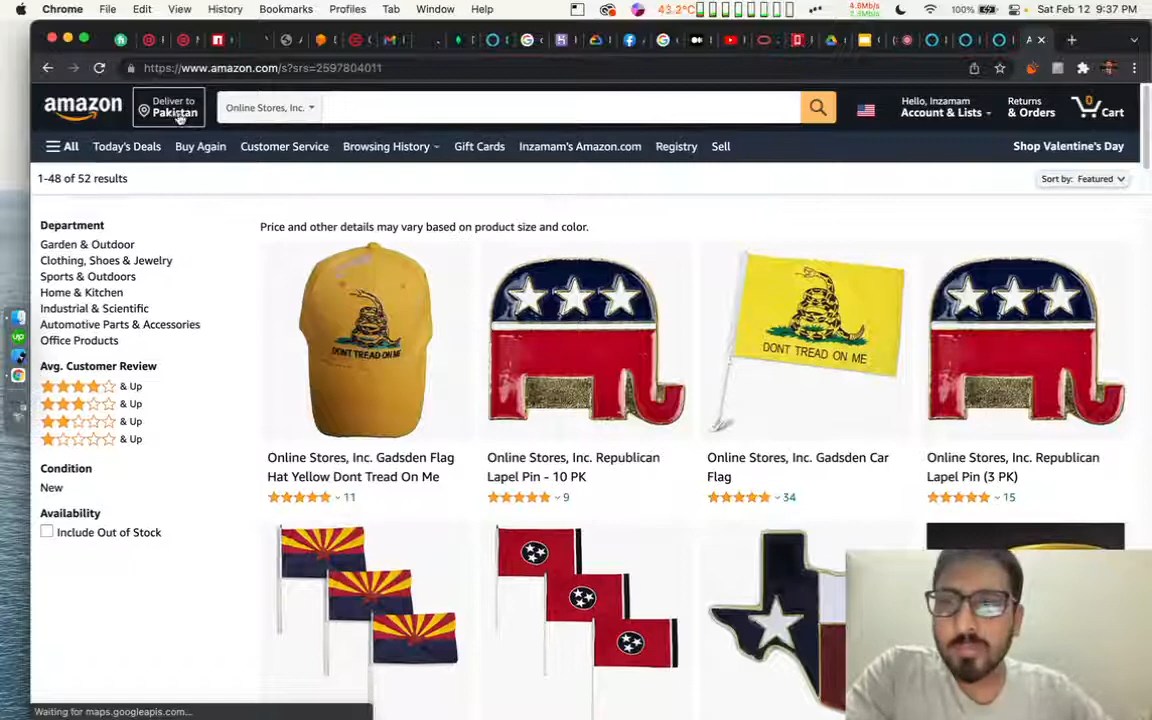 Chrome File Edit View History Bookmarks Profiles Tab Window Help 43.2°C 100% Sat Feb 12 9:37 PM
https://www.amazon.com/s?srs=2597804011
amazon
Deliver to
Pakistan
Online Stores, Inc.
Hello, Inzamam
Account & Lists
Returns
& Orders
0
Cart
All Today's Deals Buy Again Customer Service Browsing History Gift Cards Inzamam's Amazon.com Registry Sell Shop Valentine's Day
1-48 of 52 results
Sort by: Featured
Department
Garden & Outdoor
Clothing, Shoes & Jewelry
Sports & Outdoors
Home & Kitchen
Industrial & Scientific
Automotive Parts & Accessories
Office Products
Avg. Customer Review
& Up
& Up
& Up
& Up
Condition
New
Availability
Include Out of Stock
Price and other details may vary based on product size and color.
DONT TREAD ON ME
DONT TREAD ON ME
Online Stores, Inc. Gadsden Flag
Hat Yellow Dont Tread On Me
11
Online Stores, Inc. Republican
Lapel Pin - 10 PK
9
Online Stores, Inc. Gadsden Car
Flag
34
Online Stores, Inc. Republican
Lapel Pin (3 PK)
15
Waiting for maps.googleapis.com...